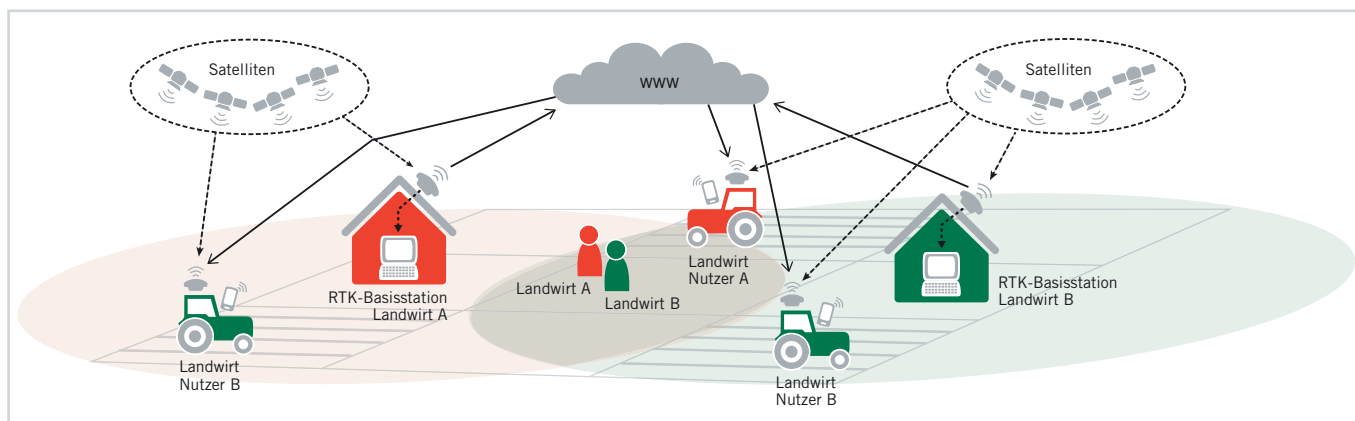 Satelliten
www
Satelliten
RTK-Basisstation
Landwirt A
Landwirt A
Landwirt B
Landwirt
Nutzer A
RTK-Basisstation
Landwirt B
Landwirt
Nutzer B
Landwirt
Nutzer B